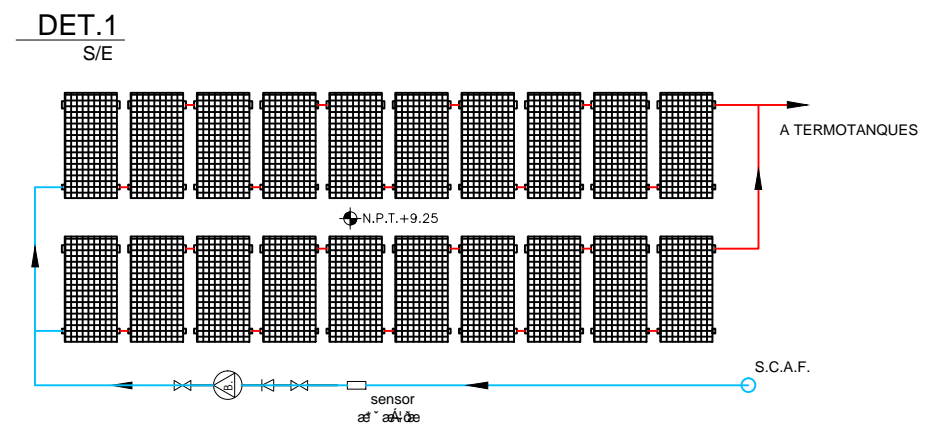 DET.1
S/E
A TERMOTANQUES
N.P.T.+9.25
S.C.A.F.
B.
sensor